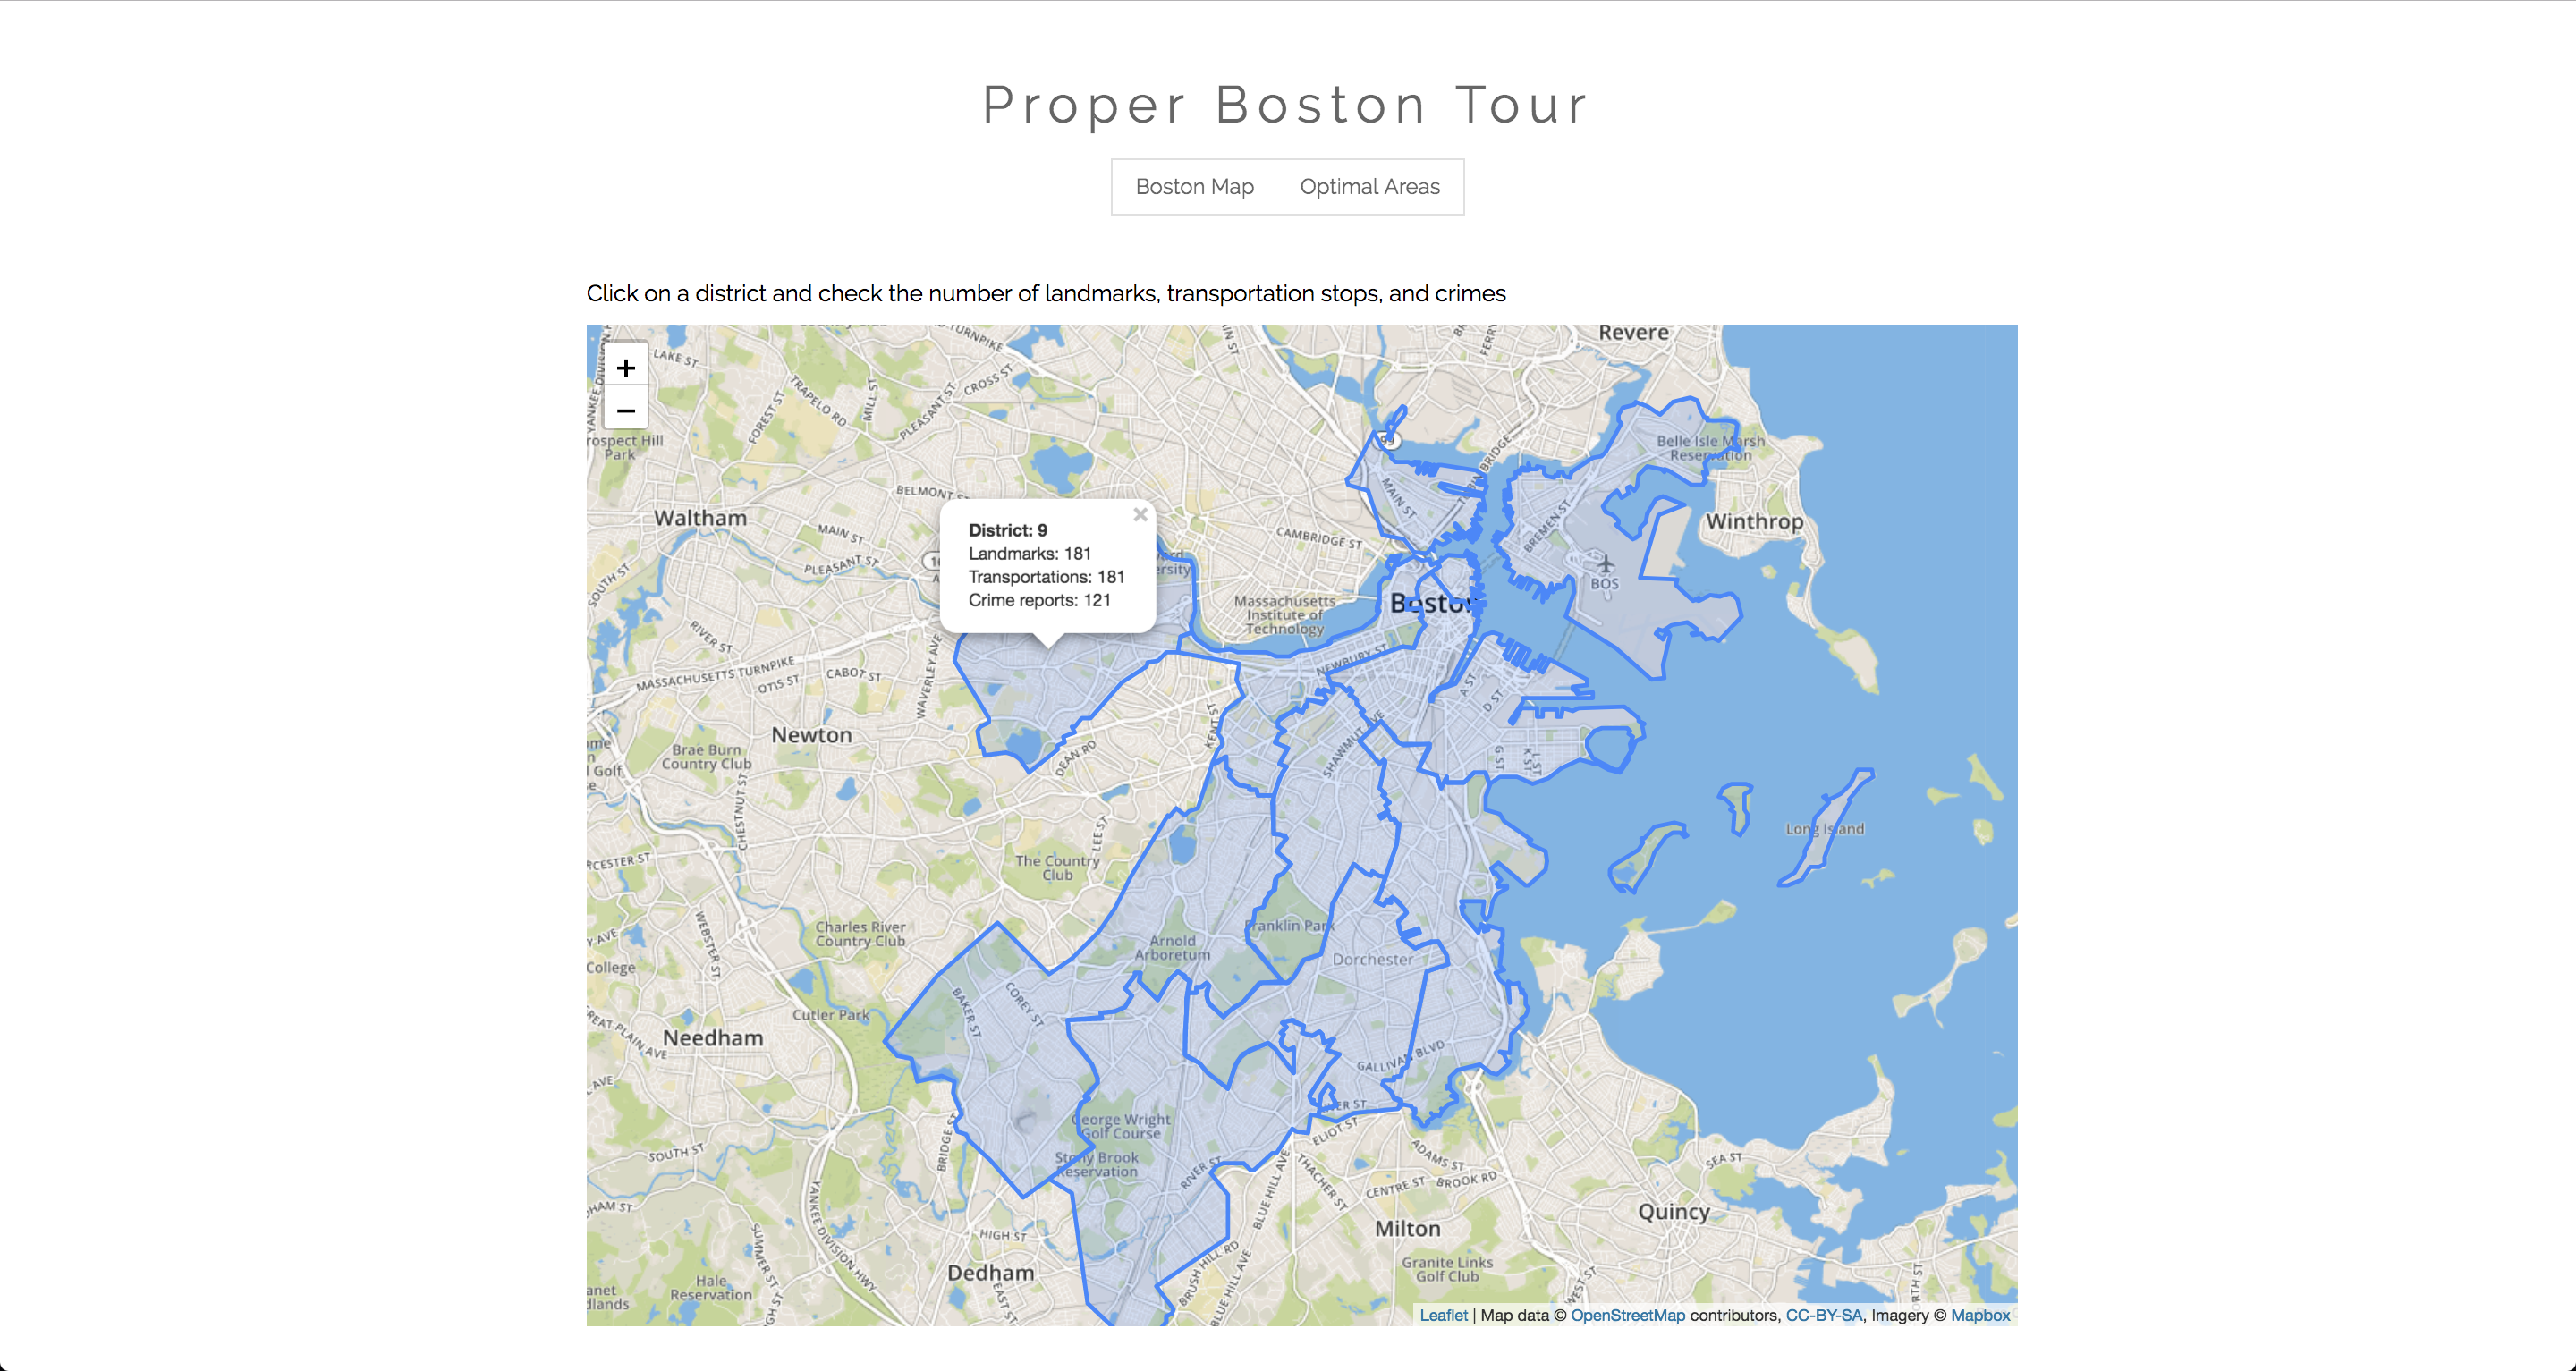 Proper Boston Tour
Boston Map
Optimal Areas
Click on a district and check the number of landmarks, transportation stops, and crimes
+
−
Revere
LAKE ST
TURNPIKE
CROSS ST
TRAPELO RD
MILL ST
FOREST ST
PLEASANT ST
99
BRIDGE
Belle Isle Marsh
Reservation
Park
BELMONT
MAIN ST
Waltham
Winthrop
MAIN ST
CAMBRIDGE ST
BREMEN ST
×
District: 9
Landmarks: 181
Transportations: 181
Crime reports: 121
PLEASANT ST
SOUTH ST
BOS
Massachusetts
Institute of
Technology
Boston
RIVER ST
MASSACHUSETTS TURNPIKE
OTIS ST
CABOT ST
WAVERLEY AVE
NEWBURY ST
A ST
D ST
KENT ST
SHAWMUT AVE
G ST
K ST
Newton
Brae Burn
Country Club
DEAN RD
CHESTNUT ST
LEE ST
Long Island
The Country
Club
WEBSTER ST
Charles River
Country Club
Franklin Park
Arnold
Arboretum
Dorchester
College
BAKER ST
COREY ST
Cutler Park
GREAT PLAIN AVE
Needham
GALLIVAN BLVD
George Wright
Golf Course
Stony Brook
Reservation
RIVER ST
ELIOT ST
BRIDGE ST
SOUTH ST
ADAMS ST
THACHER ST
CENTRE ST
BROOK RD
SEA ST
YANKEE DIVISION HWY
SUMMER ST
BLUE HILL AVE
Milton
Quincy
HIGH ST
BRUSH HILL RD
BLUE HILL AVE
Dedham
EAST ST
Granite Links
Golf Club
WEST ST
Hale
Reservation
Leaflet | Map data © OpenStreetMap contributors, CC-BY-SA, Imagery © Mapbox